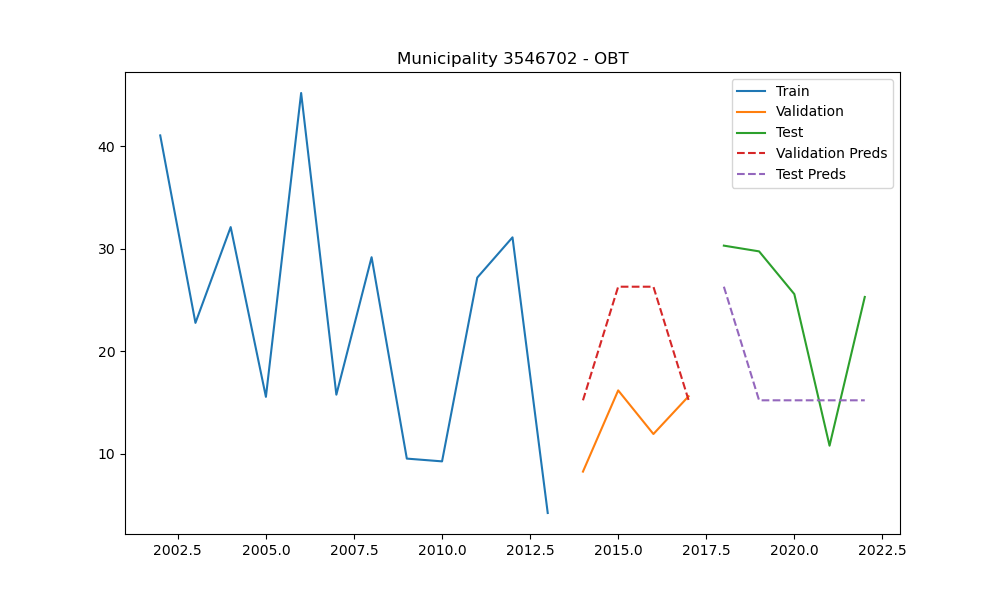 Municipality 3546702 - OBT
Train
Validation
Test
Validation Preds
Test Preds
40
30
20
10
2002.5 2005.0 2007.5 2010.0 2012.5 2015.0 2017.5 2020.0 2022.5